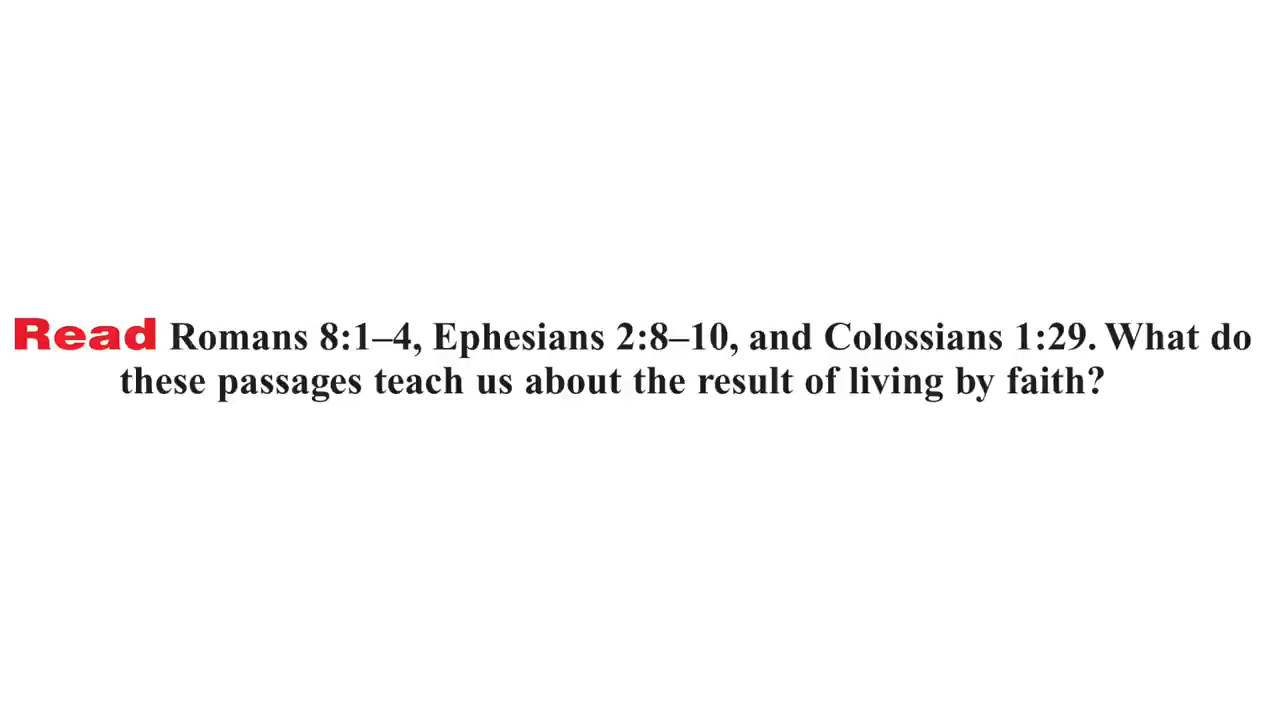 Read Romans 8:1–4, Ephesians 2:8–10, and Colossians 1:29. What do
these passages teach us about the result of living by faith?